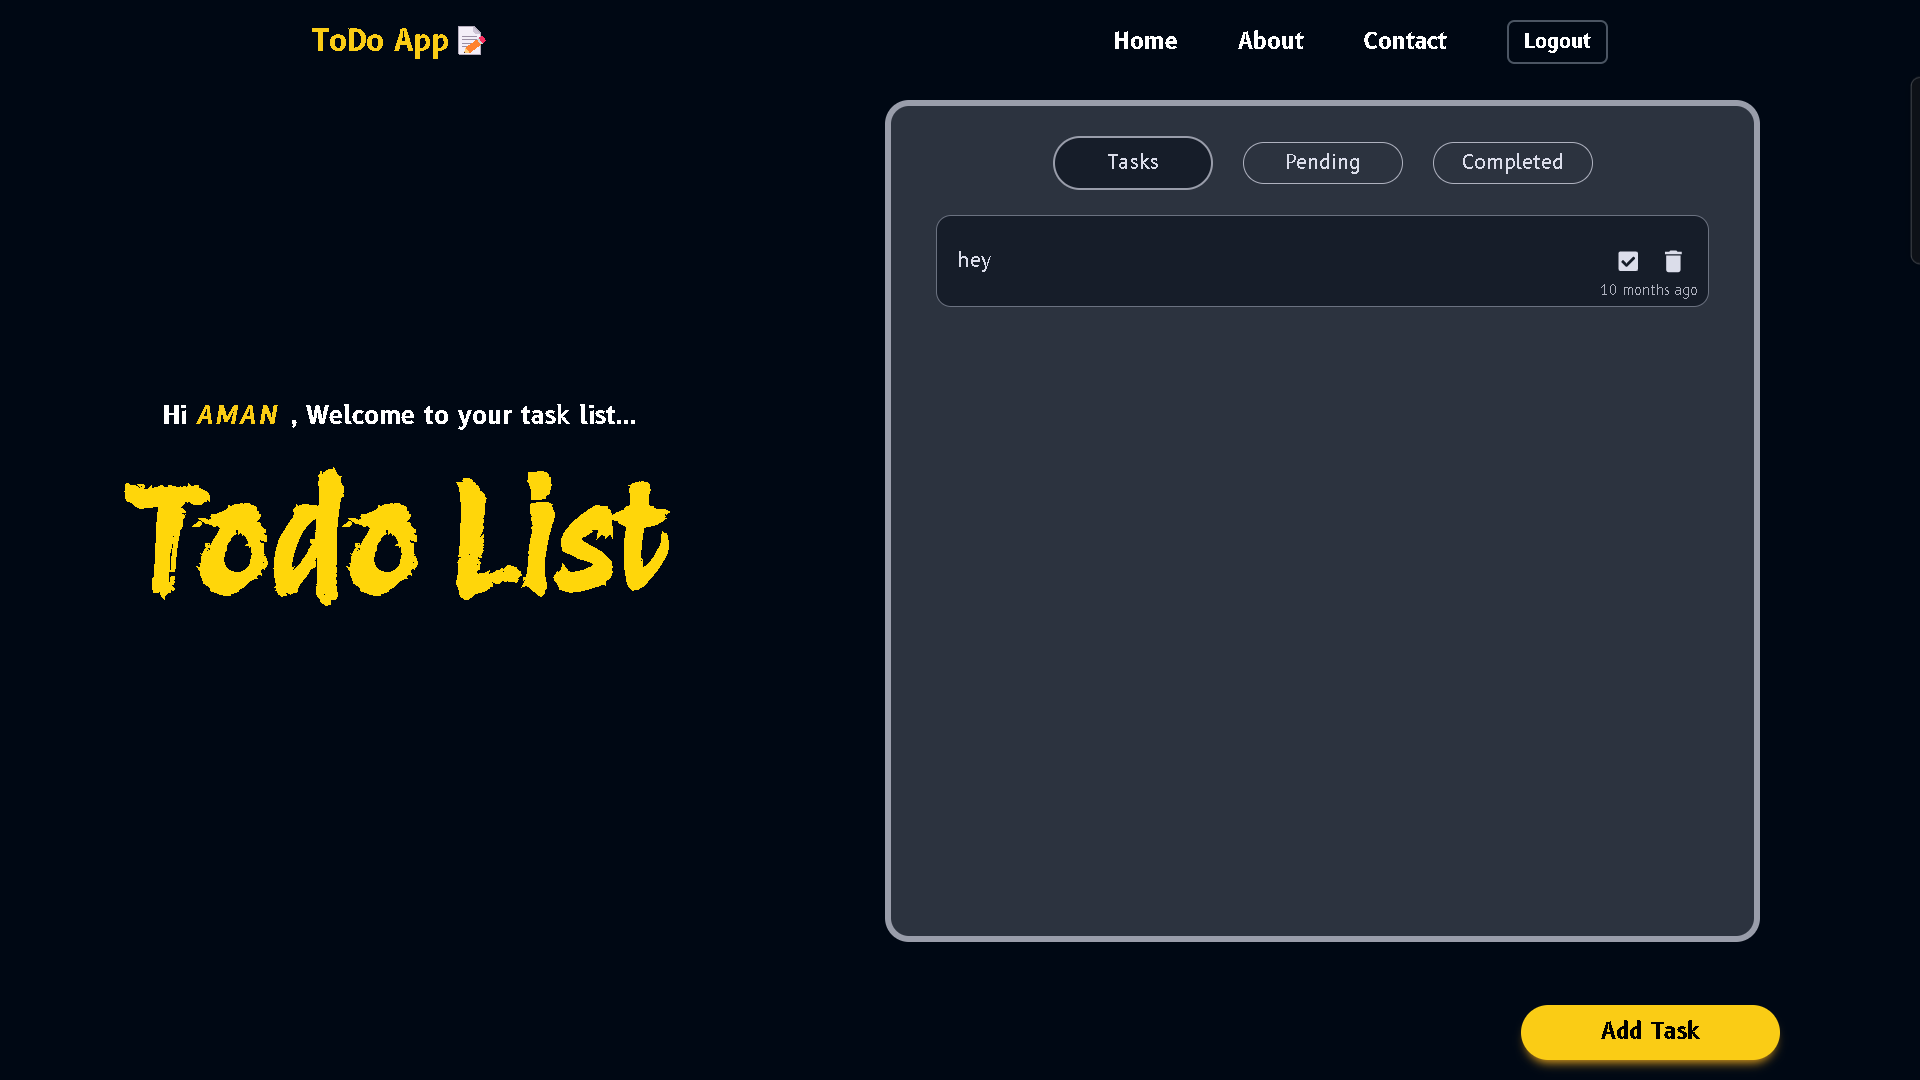 ToDo App
Home
About
Contact
Logout
Tasks
Pending
Completed
hey
10 months ago
Hi AMAN , Welcome to your task list...
Todo List
Add Task